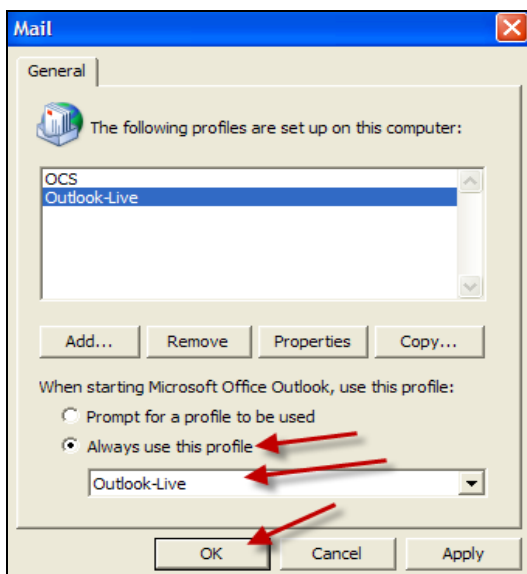 Mail
General
The following profiles are set up on this computer:
OCS
Outlook-Live
Add...
Remove
Properties
Copy...
When starting Microsoft Office Outlook, use this profile:
Prompt for a profile to be used
Always use this profile
Outlook-Live
OK
Cancel
Apply